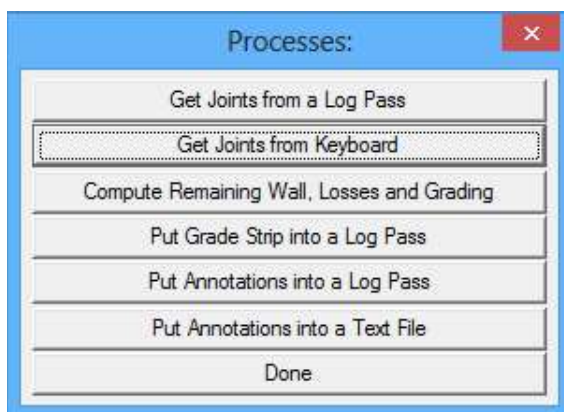 Processes:
Get Joints from a Log Pass
Get Joints from Keyboard
Compute Remaining Wall, Losses and Grading
Put Grade Strip into a Log Pass
Put Annotations into a Log Pass
Put Annotations into a Text File
Done